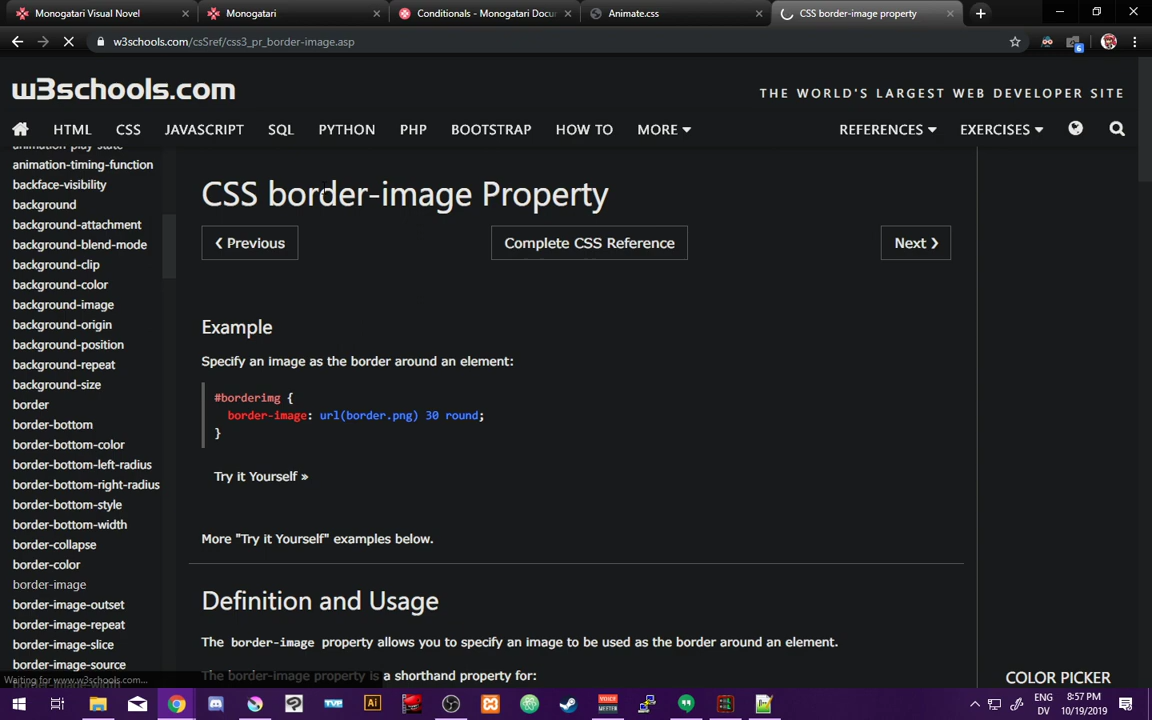 Monogatari Visual Novel
Monogatari
Conditionals - Monogatari Docu
Animate.css
CSS border-image property
w3schools.com/csSref/css3_pr_border-image.asp
6
w3schools.com
THE WORLD'S LARGEST WEB DEVELOPER SITE
HTML CSS JAVASCRIPT SQL PYTHON PHP BOOTSTRAP HOW TO MORE REFERENCES EXERCISES
animation-play-state
animation-timing-function
backface-visibility
background
background-attachment
background-blend-mode
background-clip
background-color
background-image
background-origin
background-position
background-repeat
background-size
border
border-bottom
border-bottom-color
border-bottom-left-radius
border-bottom-right-radius
border-bottom-style
border-bottom-width
border-collapse
border-color
border-image
border-image-outset
border-image-repeat
border-image-slice
border-image-source
CSS border-image Property
❮ Previous
Complete CSS Reference
Next ❯
Example
Specify an image as the border around an element:
#borderimg {
border-image: url(border.png) 30 round;
}
Try it Yourself »
More "Try it Yourself" examples below.
Definition and Usage
The border-image property allows you to specify an image to be used as the border around an element.
The border-image property is a shorthand property for:
COLOR PICKER
Waiting for www.w3schools.com...
Ai
TVP
VOICE MEETER
ENG
DV
8:57 PM
10/19/2019